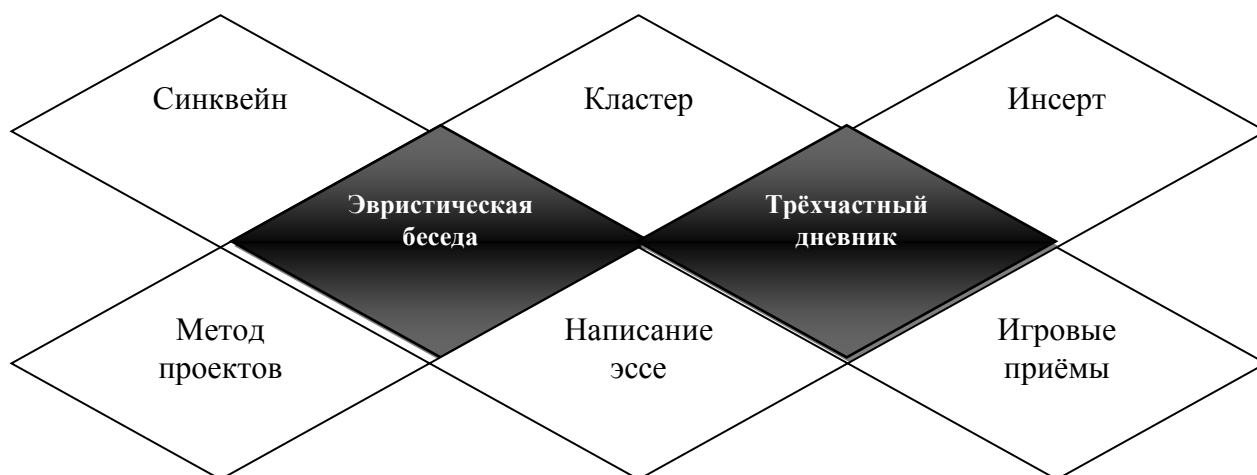 Синквейн
Кластер
Инсерт
Эвристическая
беседа
Трёхчастный
дневник
Метод
проектов
Написание
эссе
Игровые
приёмы